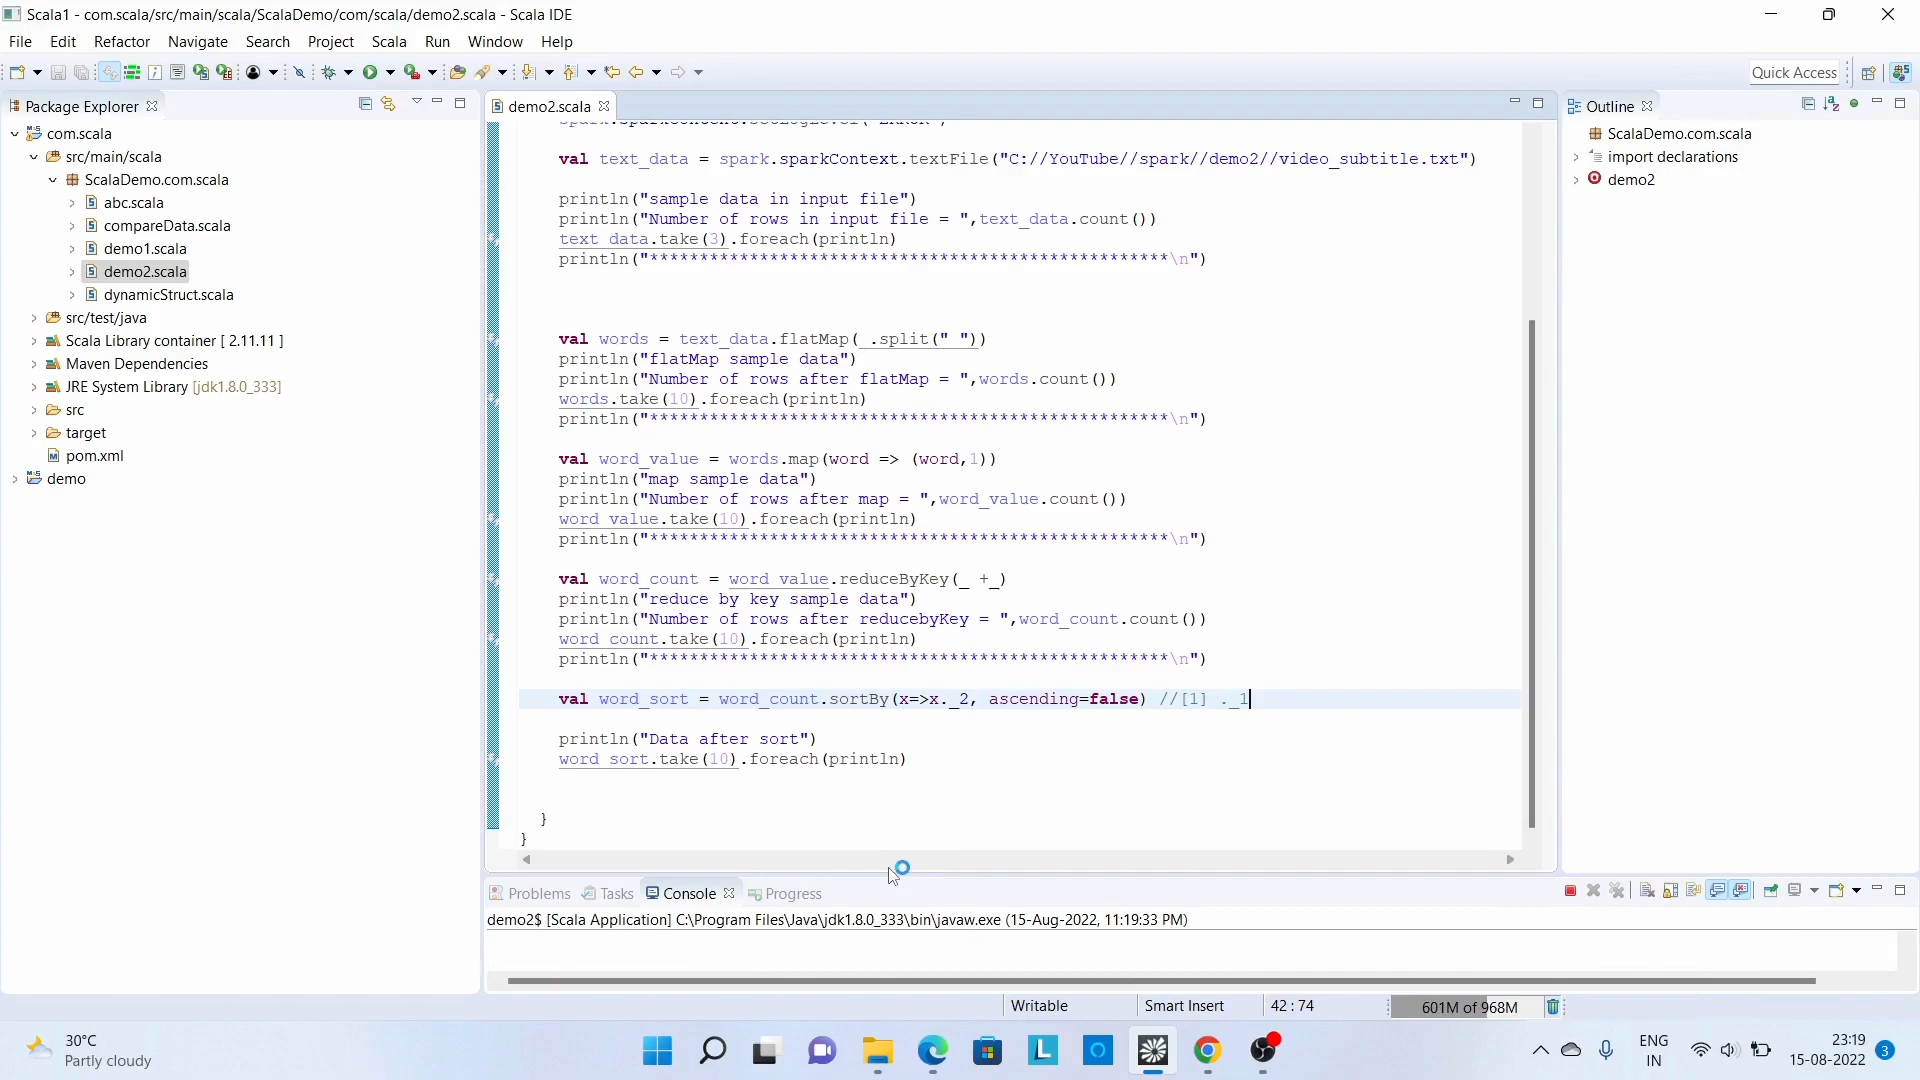 Scala1 - com.scala/src/main/scala/ScalaDemo/com/scala/demo2.scala - Scala IDE
File Edit Refactor Navigate Search Project Scala Run Window Help
Quick Access
Package Explorer
com.scala
src/main/scala
ScalaDemo.com.scala
abc.scala
compareData.scala
demo1.scala
demo2.scala
dynamicStruct.scala
src/test/java
Scala Library container [ 2.11.11 ]
Maven Dependencies
JRE System Library [jdk1.8.0_333]
src
target
pom.xml
demo
demo2.scala
val text_data = spark.sparkContext.textFile("C://YouTube//spark//demo2//video_subtitle.txt")
println("sample data in input file")
println("Number of rows in input file = ",text_data.count())
text_data.take(3).foreach(println)
println("****************************************************\n")
val words = text_data.flatMap(_.split(" "))
println("flatMap sample data")
println("Number of rows after flatMap = ",words.count())
words.take(10).foreach(println)
println("****************************************************\n")
val word_value = words.map(word => (word,1))
println("map sample data")
println("Number of rows after map = ",word_value.count())
word_value.take(10).foreach(println)
println("****************************************************\n")
val word_count = word_value.reduceByKey(_ +_)
println("reduce by key sample data")
println("Number of rows after reducebyKey = ",word_count.count())
word_count.take(10).foreach(println)
println("****************************************************\n")
val word_sort = word_count.sortBy(x=>x._2, ascending=false) //[1] ._1
println("Data after sort")
word_sort.take(10).foreach(println)
}
}
Outline
ScalaDemo.com.scala
import declarations
demo2
Problems Tasks Console Progress
demo2$ [Scala Application] C:\Program Files\Java\jdk1.8.0_333\bin\javaw.exe (15-Aug-2022, 11:19:33 PM)
Writable Smart Insert 42 : 74 601M of 968M
30°C
Partly cloudy
ENG
IN
23:19
15-08-2022
3